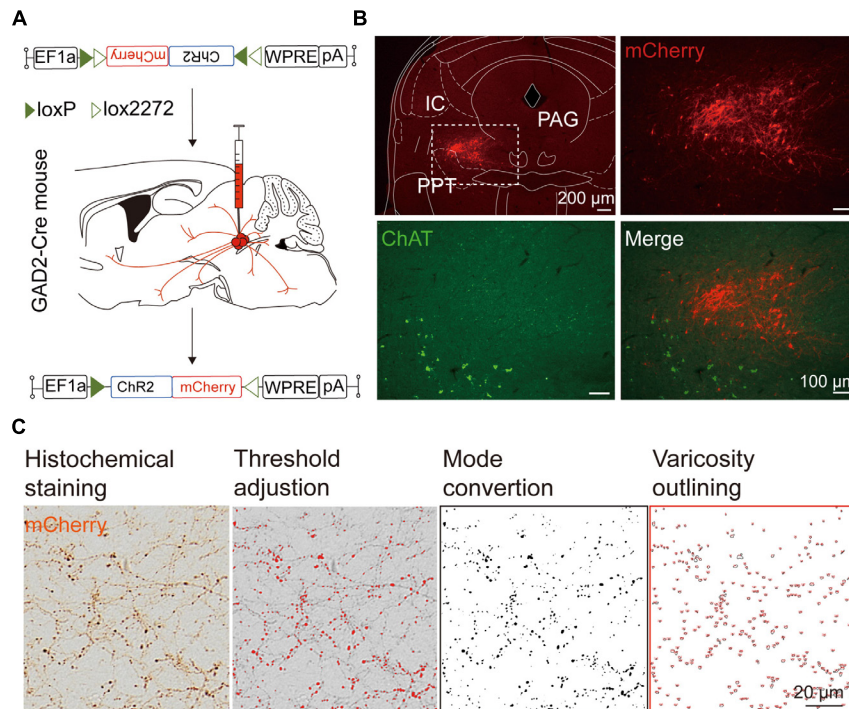 A
EF1a mCherry ChR2 WPRE pA
loxP lox2272
GAD2-Cre mouse
EF1a ChR2 mCherry WPRE pA
B
IC
PAG
PPT
200 µm
mCherry
ChAT
Merge
100 µm
C
Histochemical
staining
Threshold
adjustion
Mode
convertion
Varicosity
outlining
mCherry
20 µm